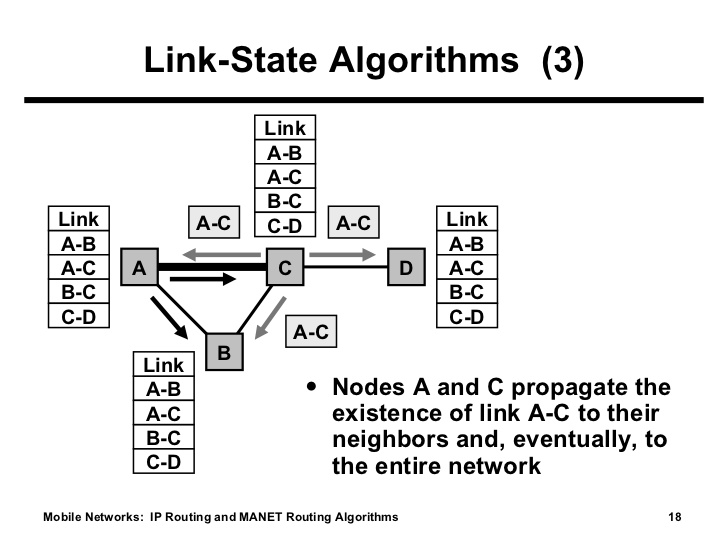 Link-State Algorithms (3)
Link
A-B
A-C
B-C
C-D
Link
A-B
A-C
B-C
C-D
A-C
A-C
Link
A-B
A-C
B-C
C-D
A
C
D
A-C
B
Link
A-B
A-C
B-C
C-D
• Nodes A and C propagate the
existence of link A-C to their
neighbors and, eventually, to
the entire network
Mobile Networks: IP Routing and MANET Routing Algorithms
18